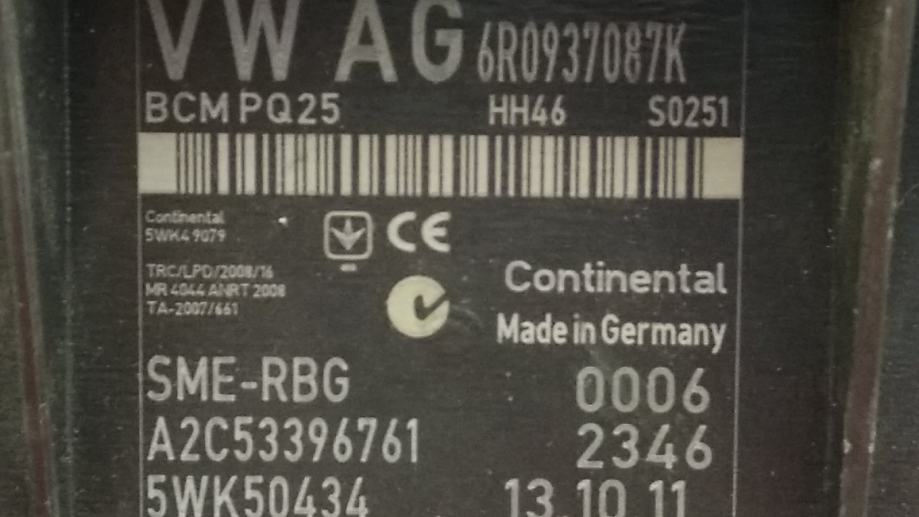 VW AG 6R0937087K
BCM PQ25 HH46 S0251
Continental
5WK4 9079
CE
TRC/LPD/2008/16
MR 4044 ANRT 2008
TA-2007/661
Continental
Made in Germany
SME-RBG 0006
A2C53396761 2346
5WK50434 13.10.11